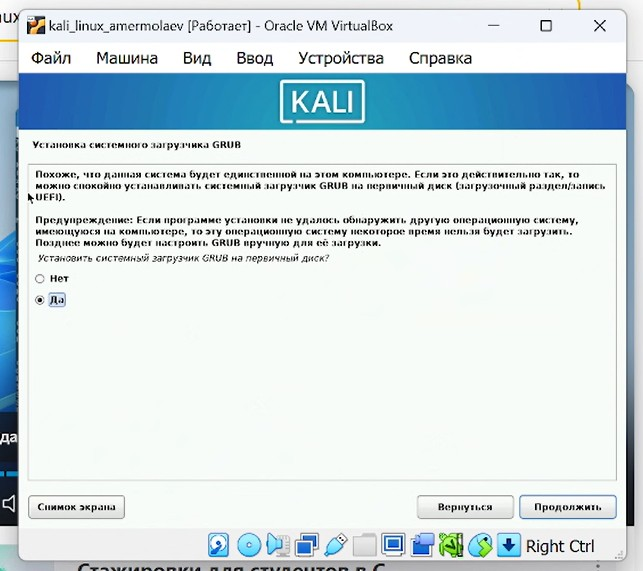 kali_linux_amermolaev [Работает] - Oracle VM VirtualBox
Файл Машина Вид Ввод Устройства Справка
KALI
Установка системного загрузчика GRUB
Похоже, что данная система будет единственной на этом компьютере. Если это действительно так, то
можно спокойно устанавливать системный загрузчик GRUB на первичный диск (загрузочный раздел/запись
UEFI).
Предупреждение: Если программе установки не удалось обнаружить другую операционную систему,
имеющуюся на компьютере, то эту операционную систему некоторое время нельзя будет загрузить.
Позднее можно будет настроить GRUB вручную для её загрузки.
Установить системный загрузчик GRUB на первичный диск?
Нет
Да
да
Снимок экрана Вернуться Продолжить
Right Ctrl
Стажировки для студентов в С